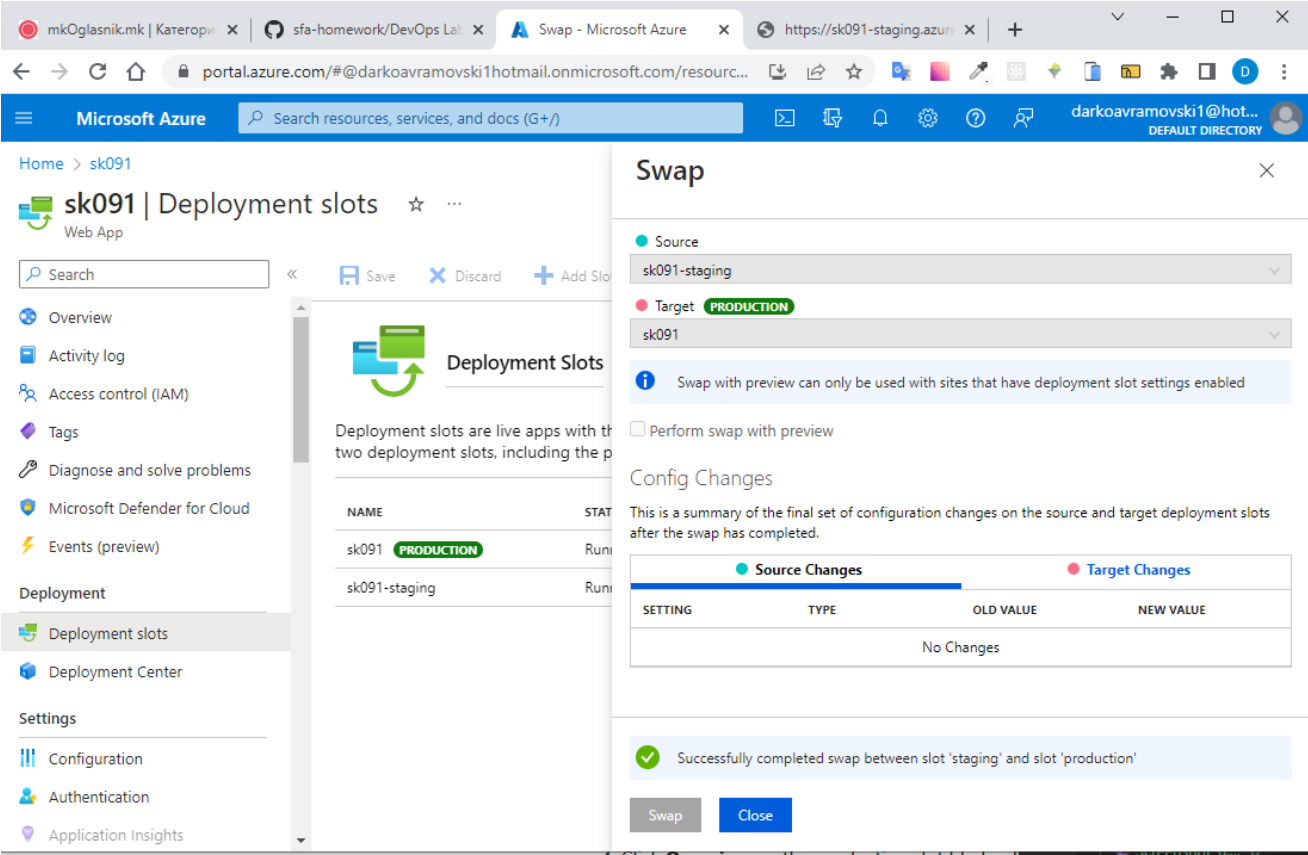 mkOglasnik.mk | Категори
sfa-homework/DevOps Lab
Swap - Microsoft Azure
https://sk091-staging.azure
portal.azure.com/#@darkoavramovski1hotmail.onmicrosoft.com/resourc...
D
Microsoft Azure
Search resources, services, and docs (G+/)
darkoavramovski1@hot...
DEFAULT DIRECTORY
Home > sk091
sk091 | Deployment slots
Web App
Search
Save
Discard
Add Slo
Overview
Activity log
Access control (IAM)
Tags
Diagnose and solve problems
Microsoft Defender for Cloud
Events (preview)
Deployment
Deployment slots
Deployment Center
Settings
Configuration
Authentication
Application Insights
Deployment Slots
Deployment slots are live apps with th
two deployment slots, including the p
NAME STAT
sk091 PRODUCTION Runn
sk091-staging Runn
Swap
Source
sk091-staging
Target PRODUCTION
sk091
Swap with preview can only be used with sites that have deployment slot settings enabled
Perform swap with preview
Config Changes
This is a summary of the final set of configuration changes on the source and target deployment slots
after the swap has completed.
Source Changes Target Changes
SETTING TYPE OLD VALUE NEW VALUE
No Changes
Successfully completed swap between slot 'staging' and slot 'production'
Swap Close